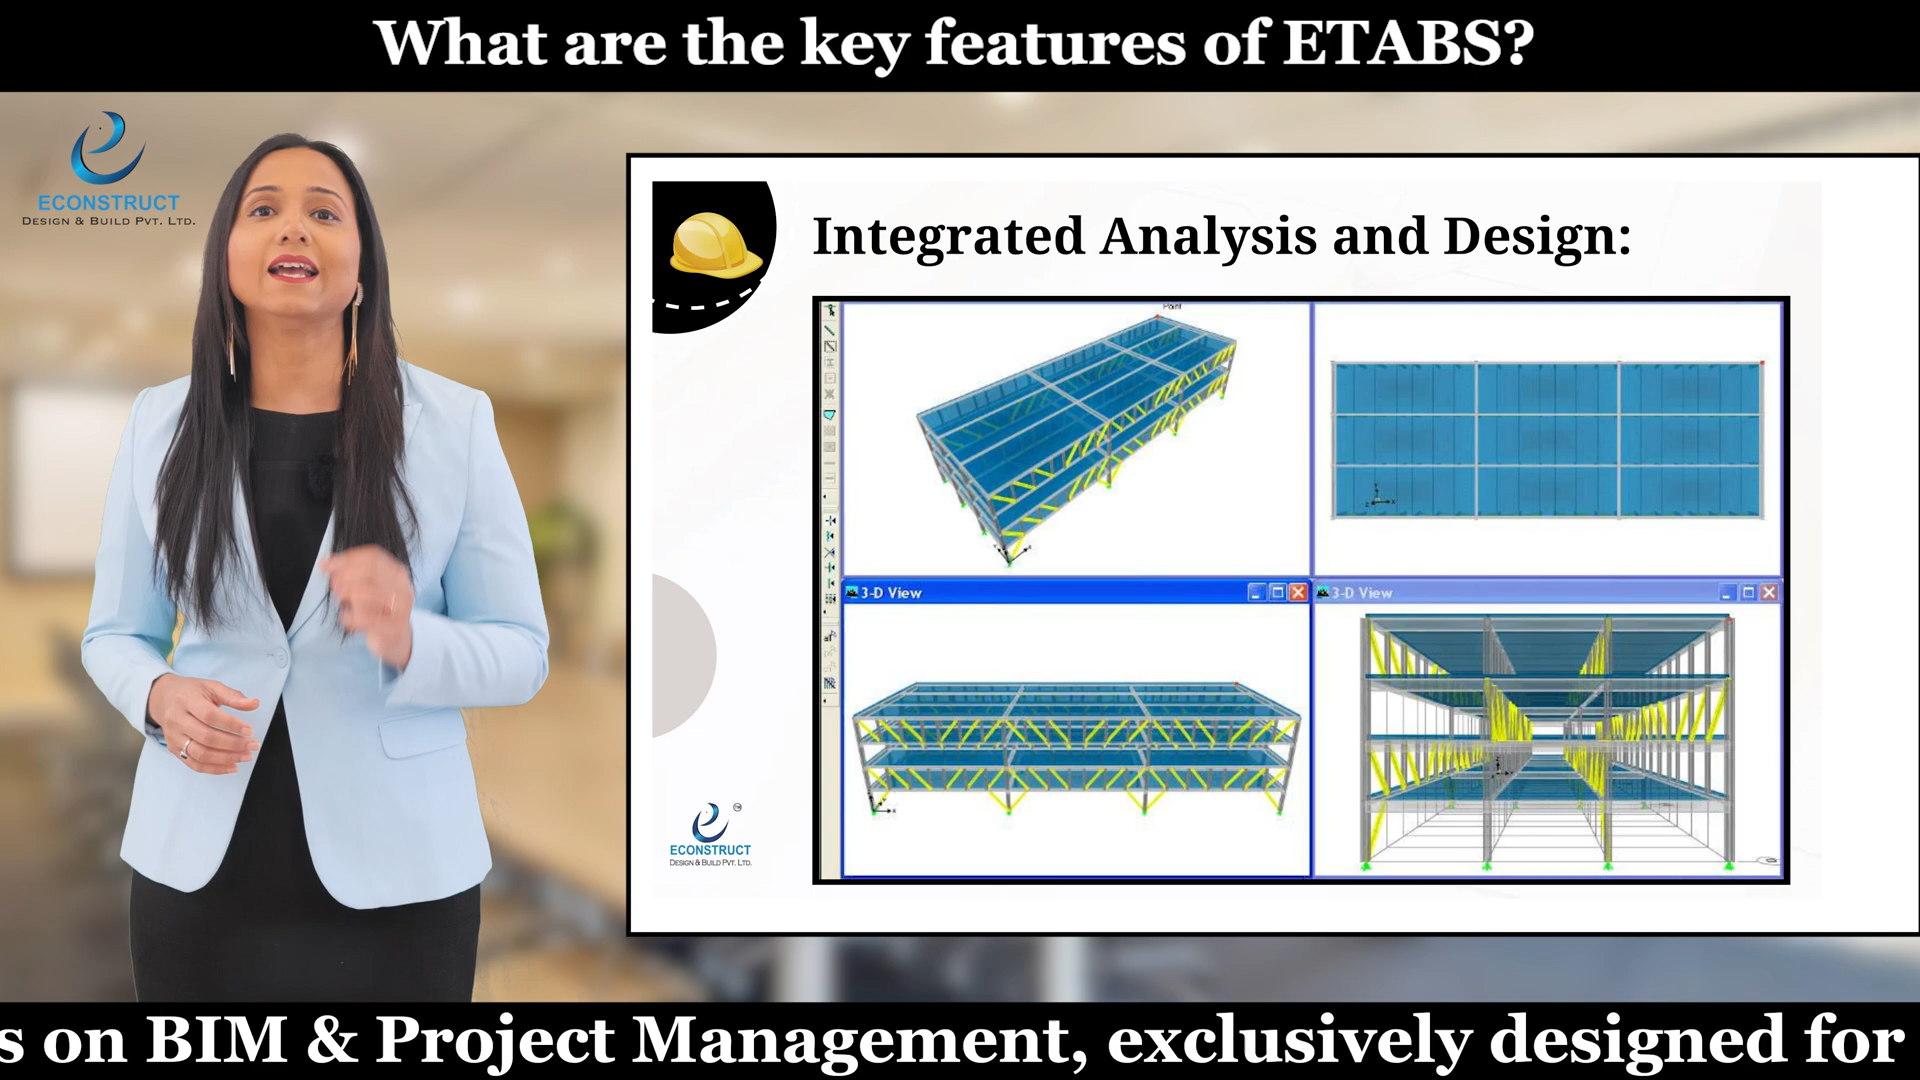 What are the key features of ETABS?
ECONSTRUCT
DESIGN & BUILD PVT. LTD.
Integrated Analysis and Design:
Point
3-D View
3-D View
ECONSTRUCT
DESIGN & BUILD PVT. LTD.
s on BIM & Project Management, exclusively designed for